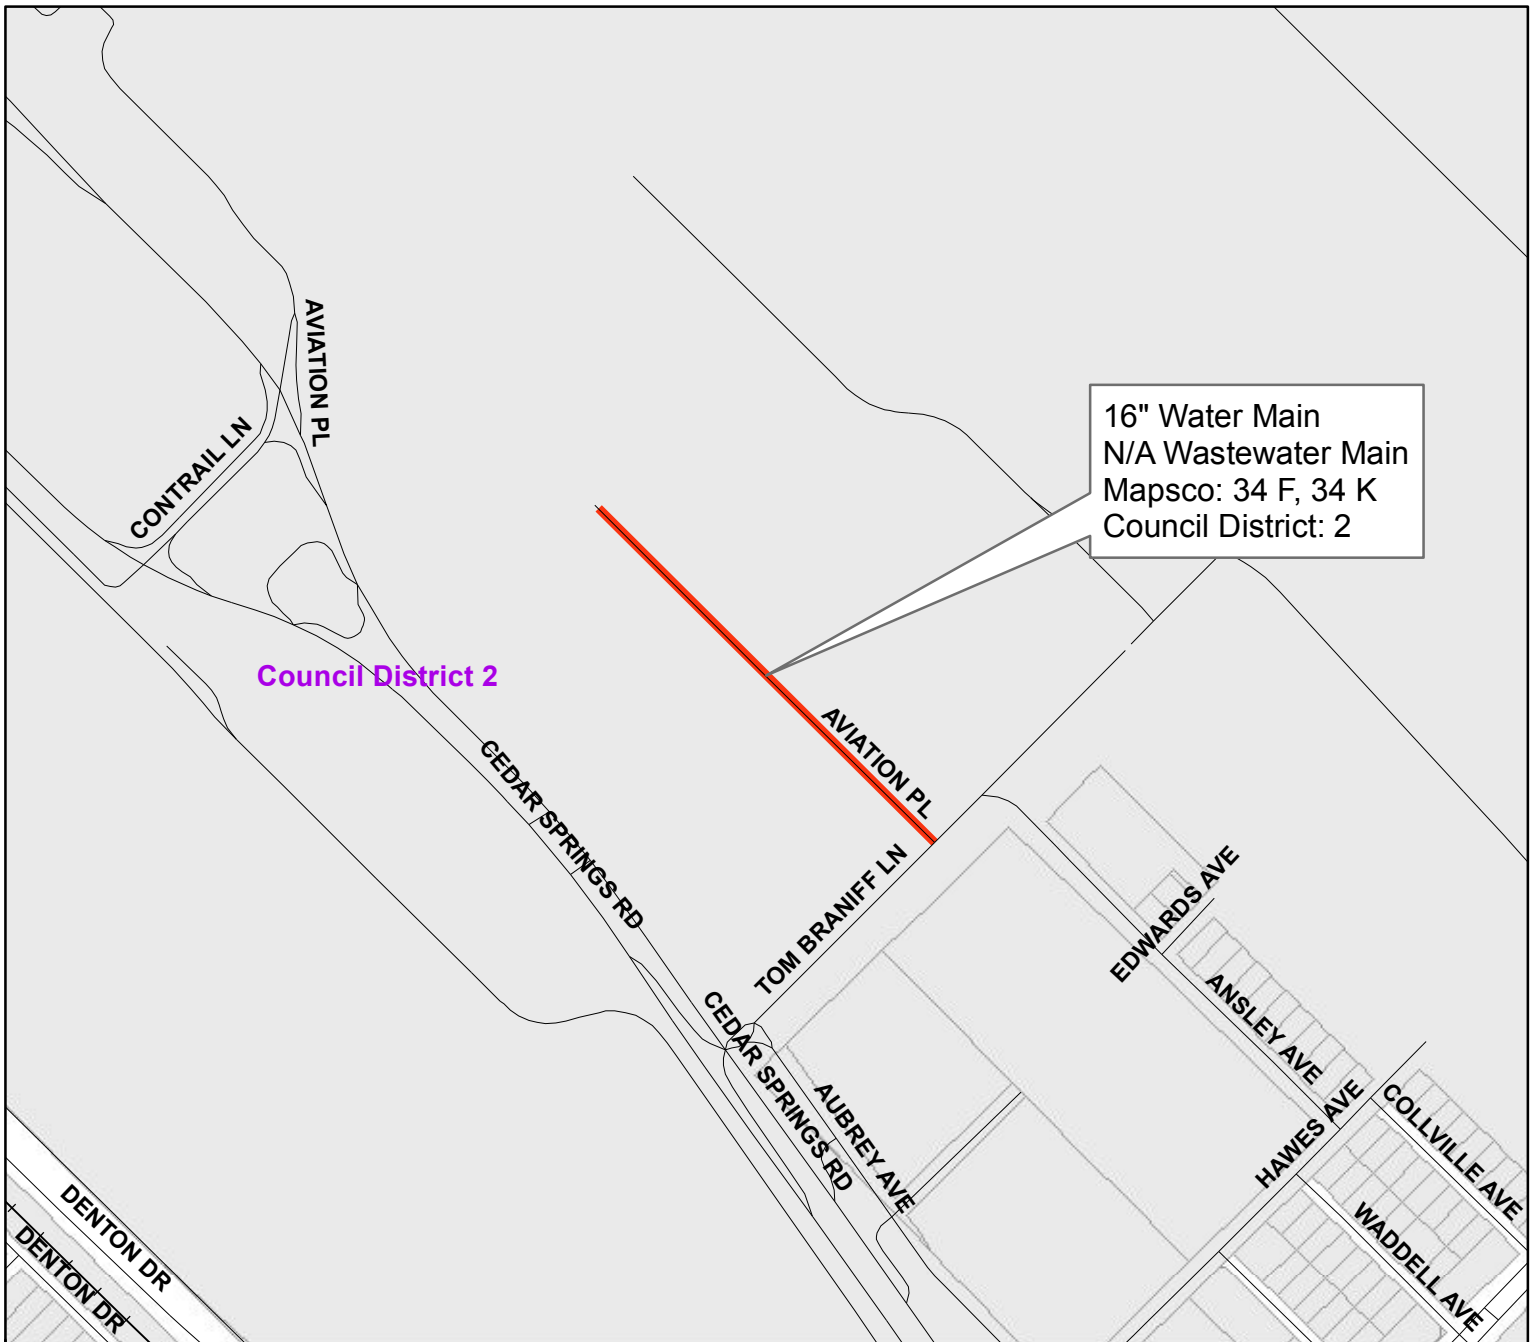 AVIATION PL
CONTRAIL LN
16" Water Main
N/A Wastewater Main
Mapsco: 34 F, 34 K
Council District: 2
Council District 2
AVIATION PL
CEDAR SPRINGS RD
TOM BRANIFF LN
EDWARDS AVE
ANSLEY AVE
CEDAR SPRINGS RD
AUBREY AVE
HAWES AVE
COLLVILLE AVE
WADDELL AVE
DENTON DR
DENTON DR